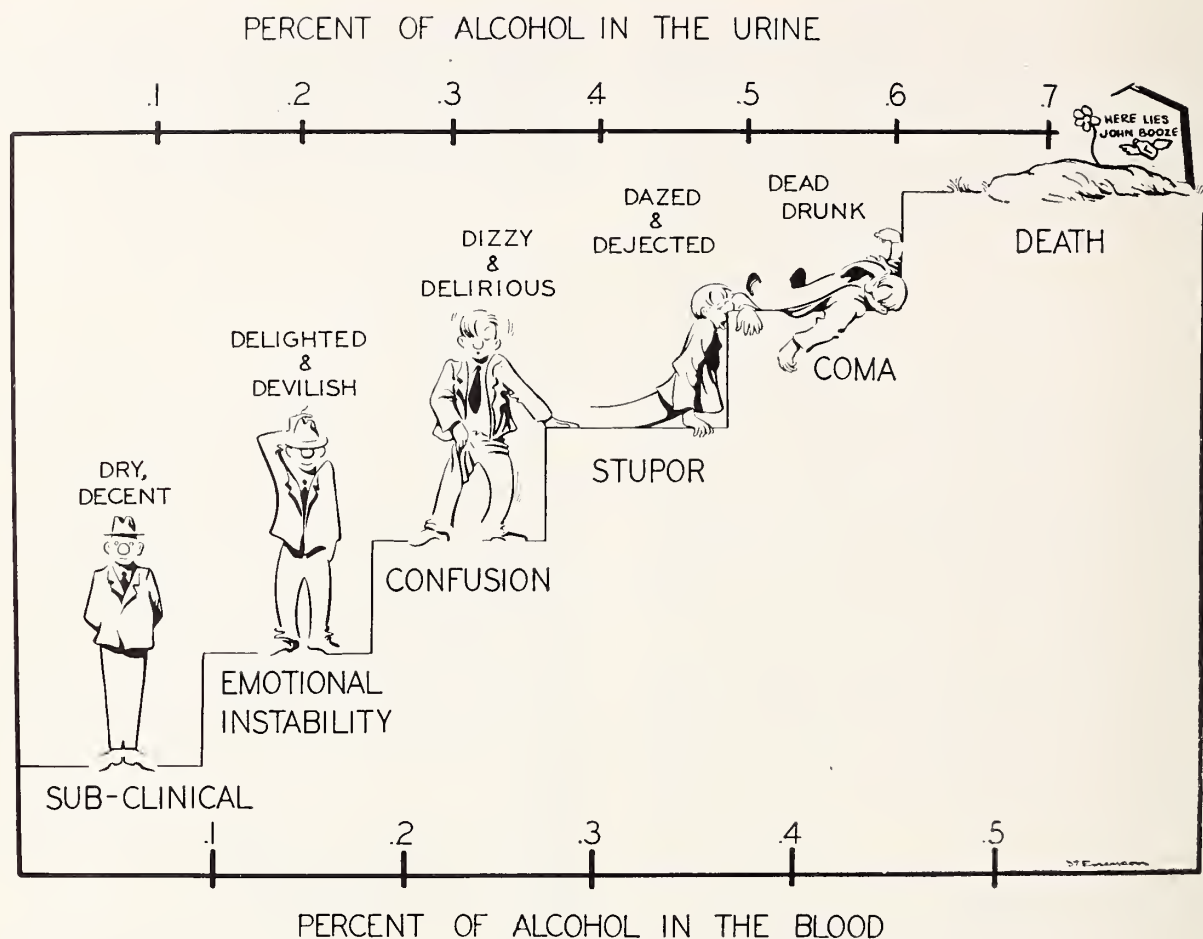 PERCENT OF ALCOHOL IN THE URINE
.1 .2 .3 .4 .5 .6 .7
HERE LIES
JOHN BOOZE
DEAD
DRUNK
DAZED
&
DEJECTED
DEATH
DIZZY
&
DELIRIOUS
DELIGHTED
&
DEVILISH
COMA
DRY,
DECENT
STUPOR
CONFUSION
EMOTIONAL
INSTABILITY
SUB-CLINICAL
.1 .2 .3 .4 .5
PERCENT OF ALCOHOL IN THE BLOOD